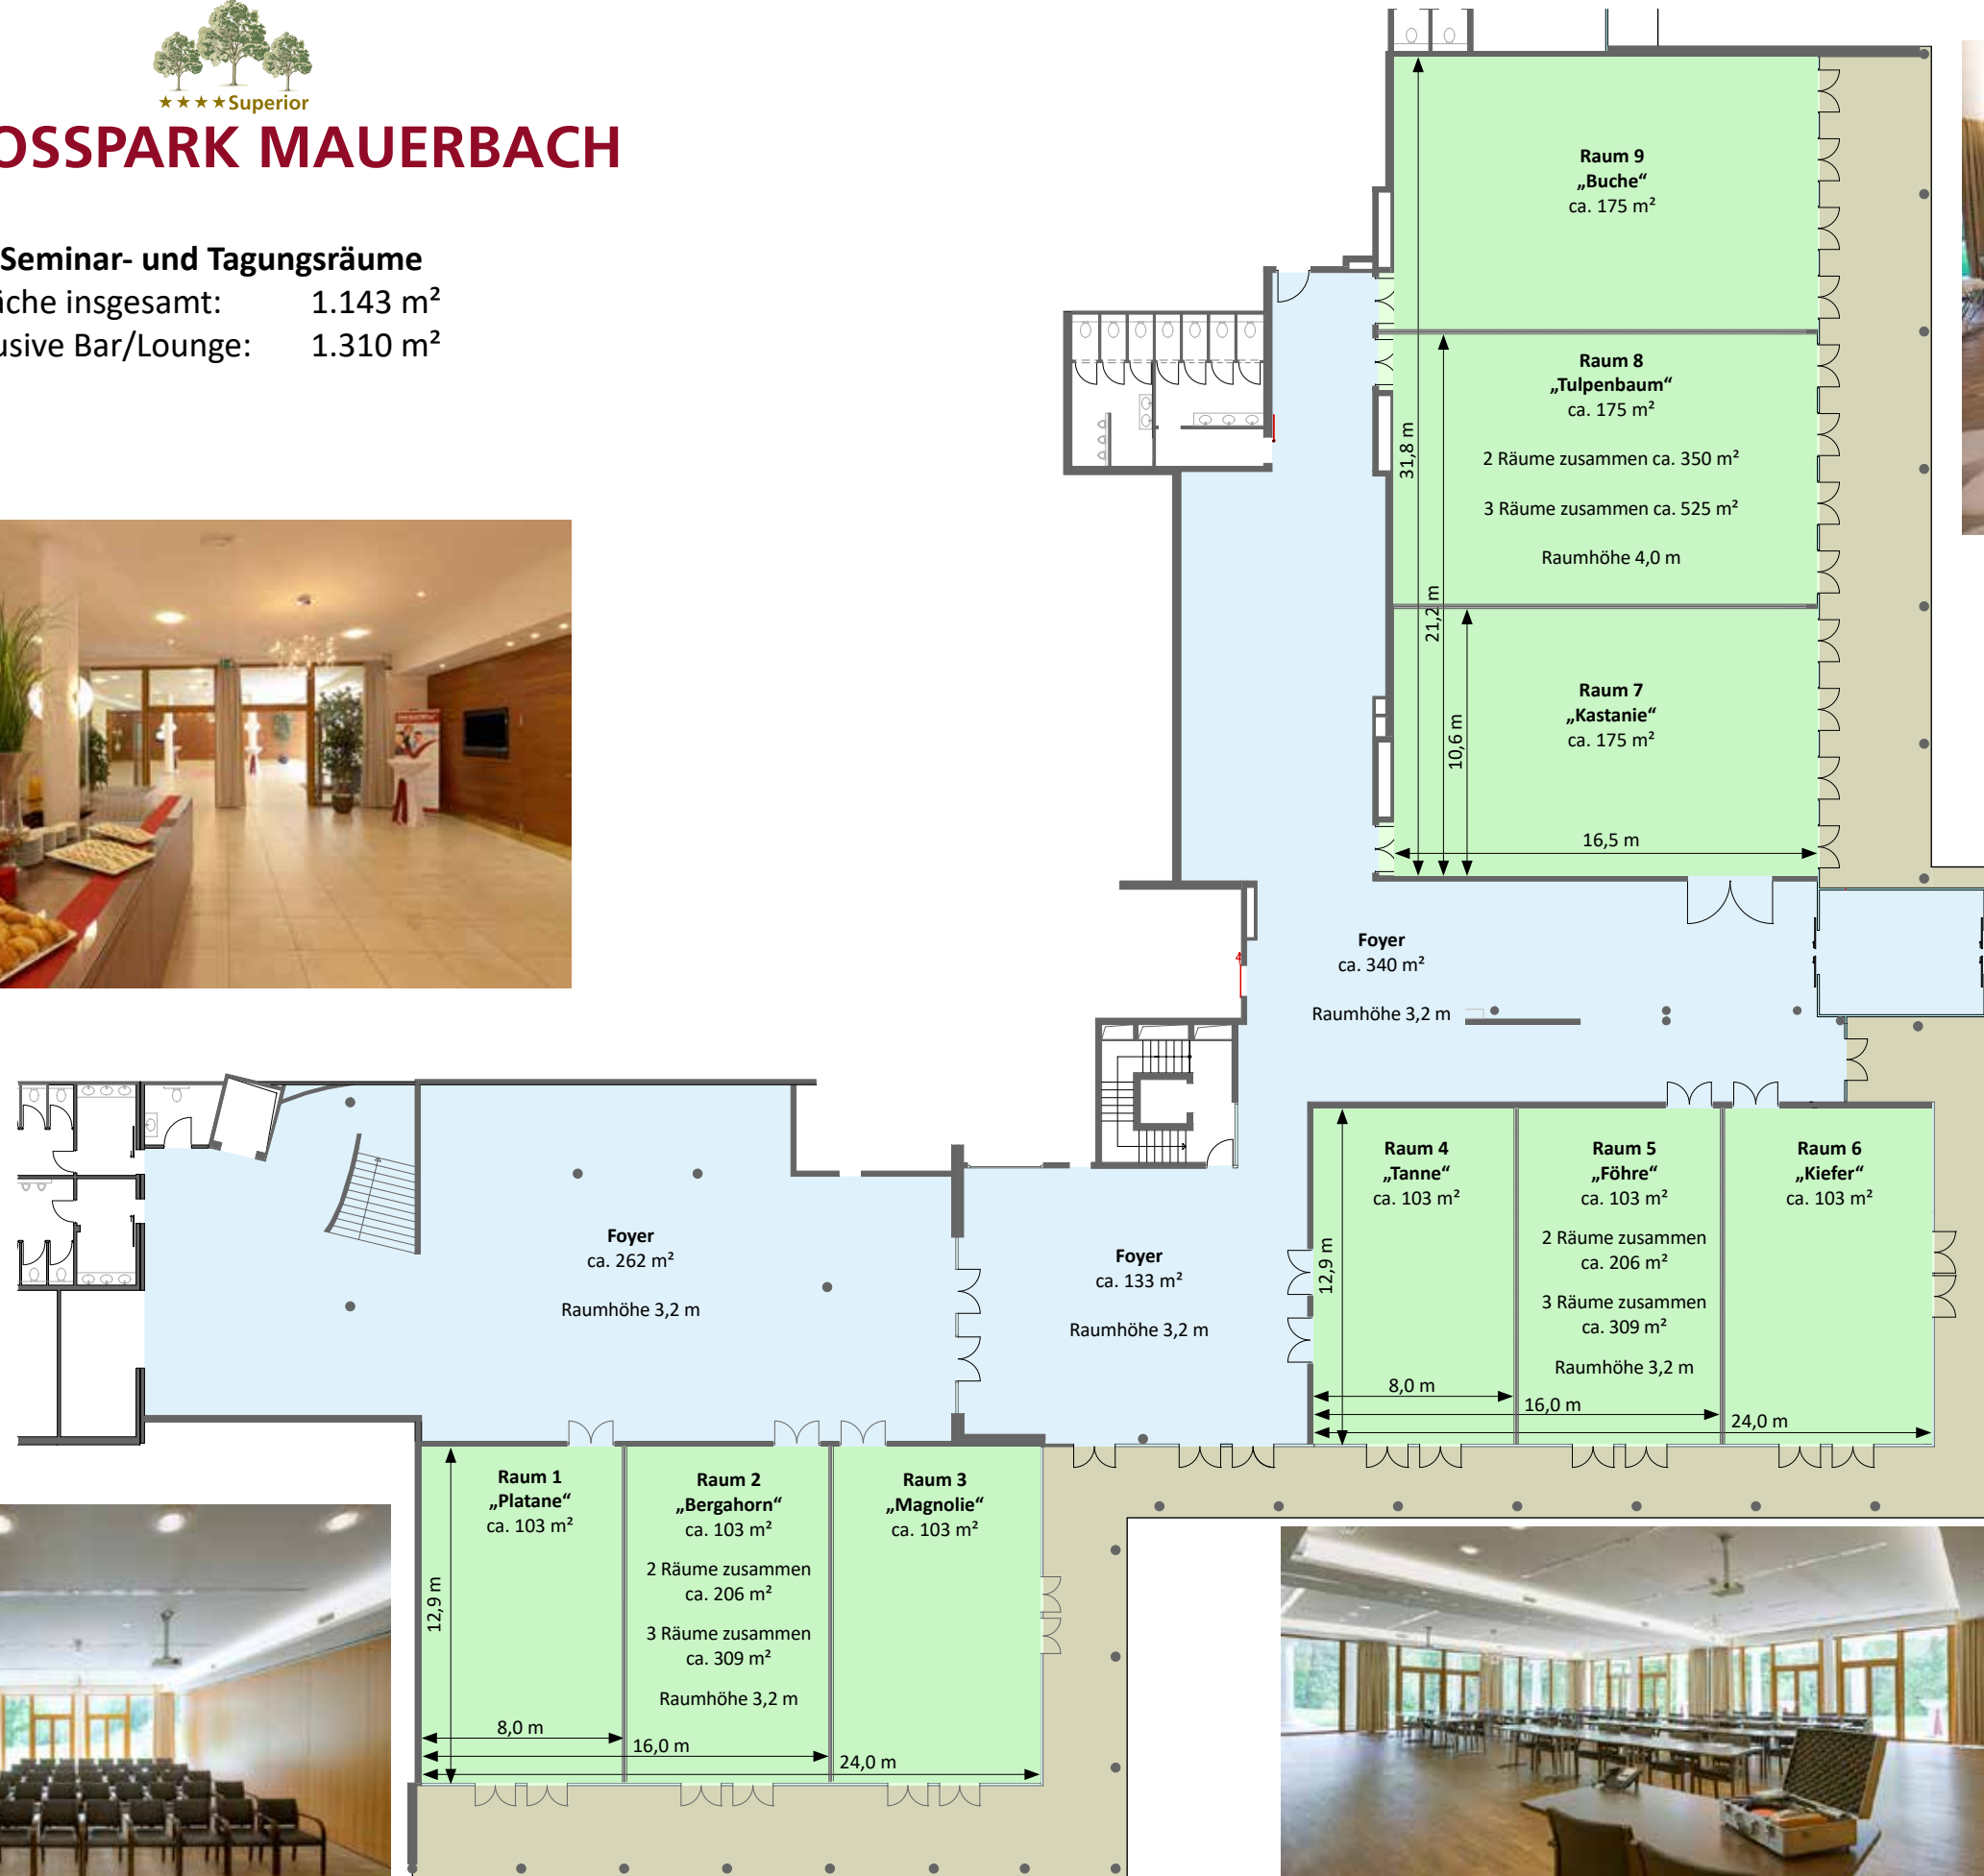 ★★★★Superior
OSSPARK MAUERBACH
Seminar- und Tagungsräume
insgesamt: 1.143 m²
Bar/Lounge: 1.310 m²
Raum 9
„Buche“
ca. 175 m²
Raum 8
„Tulpenbaum“
ca. 175 m²
2 Räume zusammen ca. 350 m²
3 Räume zusammen ca. 525 m²
Raumhöhe 4,0 m
31,8 m
21,2 m
10,6 m
Raum 7
„Kastanie“
ca. 175 m²
16,5 m
Foyer
ca. 340 m²
Raumhöhe 3,2 m
4
Foyer
ca. 262 m²
Raumhöhe 3,2 m
Foyer
ca. 133 m²
Raumhöhe 3,2 m
Raum 4
„Tanne“
ca. 103 m²
Raum 5
„Föhre“
ca. 103 m²
2 Räume zusammen
ca. 206 m²
3 Räume zusammen
ca. 309 m²
Raumhöhe 3,2 m
Raum 6
„Kiefer“
ca. 103 m²
12,9 m
8,0 m
16,0 m
24,0 m
Raum 1
„Platane“
ca. 103 m²
Raum 2
„Bergahorn“
ca. 103 m²
2 Räume zusammen
ca. 206 m²
3 Räume zusammen
ca. 309 m²
Raumhöhe 3,2 m
Raum 3
„Magnolie“
ca. 103 m²
12,9 m
8,0 m
16,0 m
24,0 m